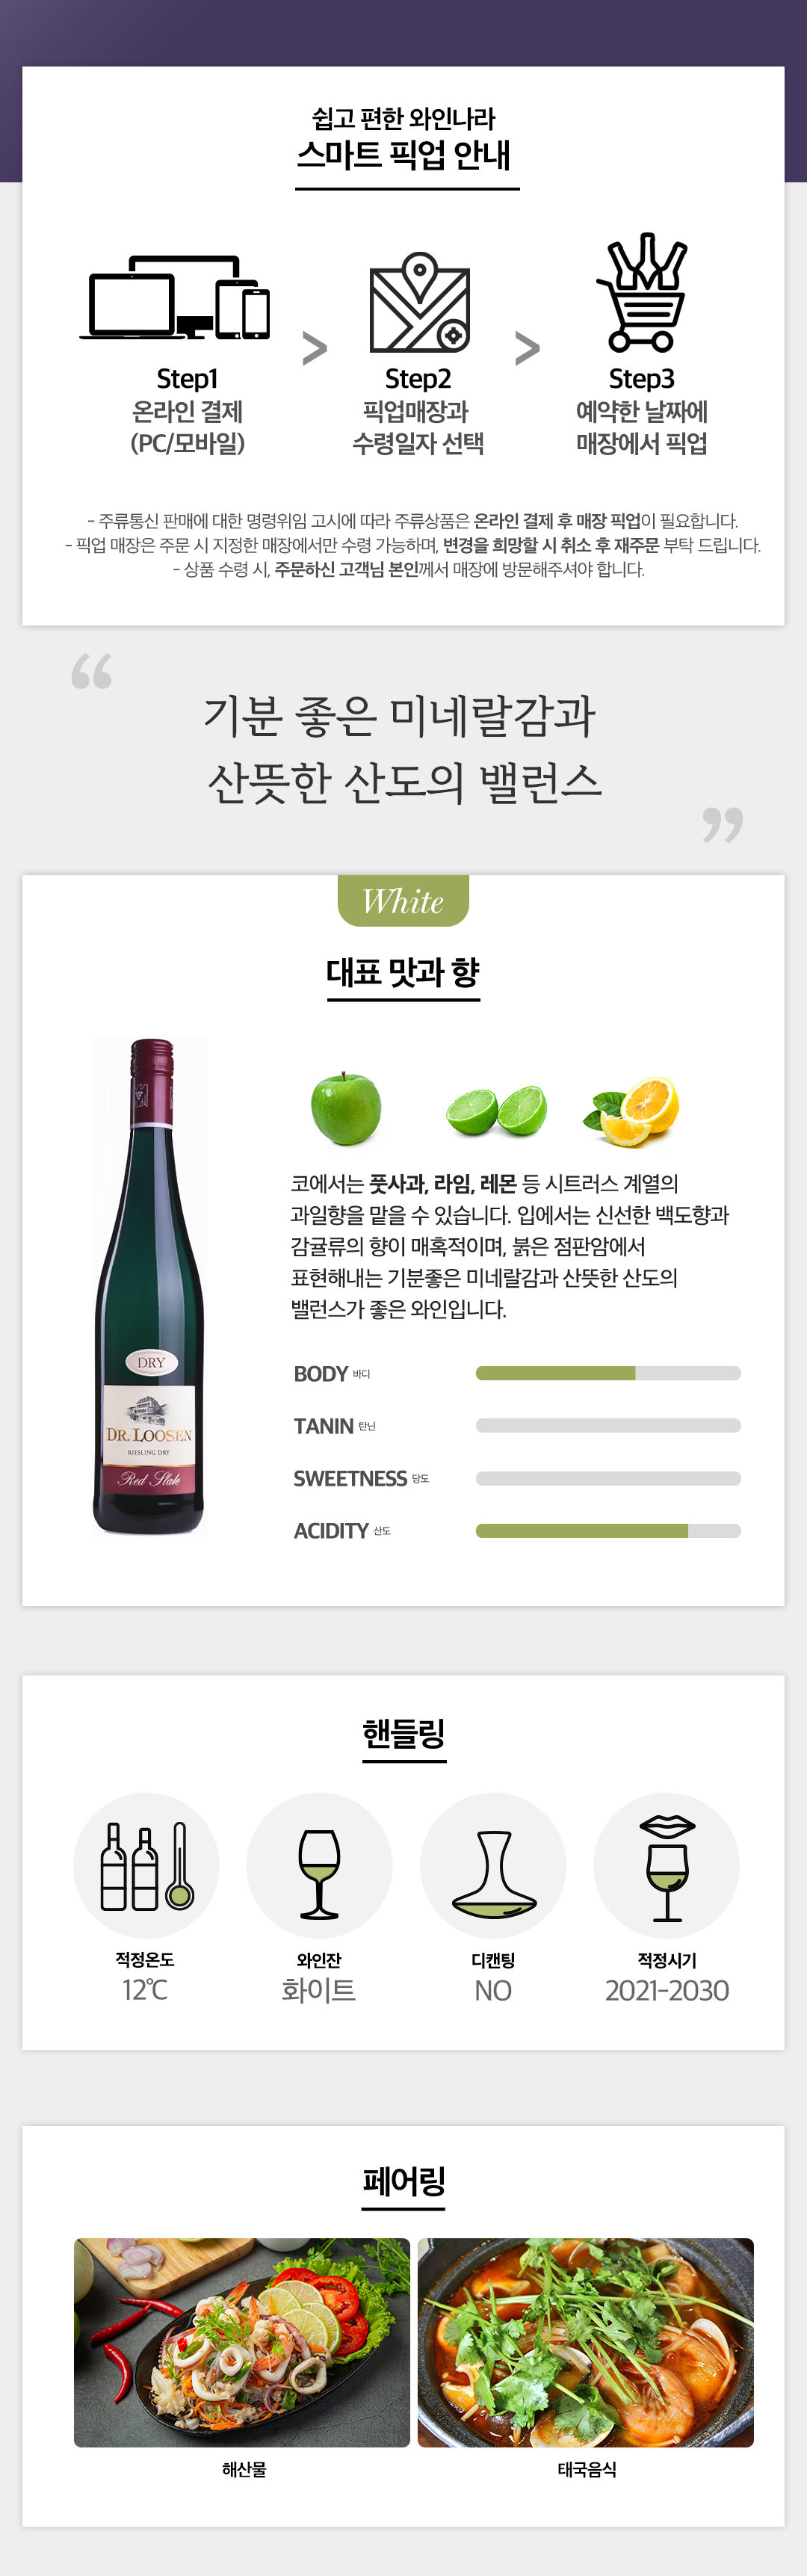 쉽고 편한 와인나라
스마트 픽업 안내
Step1
온라인 결제
(PC/모바일)
>
Step2
픽업매장과
수령일자 선택
>
Step3
예약한 날짜에
매장에서 픽업
- 주류통신 판매에 대한 명령위임 고시에 따라 주류상품은 온라인 결제 후 매장 픽업이 필요합니다.
- 픽업 매장은 주문 시 지정한 매장에서만 수령 가능하며, 변경을 희망할 시 취소 후 재주문 부탁 드립니다.
- 상품 수령 시, 주문하신 고객님 본인께서 매장에 방문해주셔야 합니다.
“
기분 좋은 미네랄감과
산뜻한 산도의 밸런스
”
White
대표 맛과 향
DRY
DR. LOOSEN
RIESLING DRY
Red Slate
코에서는 풋사과, 라임, 레몬 등 시트러스 계열의
과일향을 맡을 수 있습니다. 입에서는 신선한 백도향과
감귤류의 향이 매혹적이며, 붉은 점판암에서
표현해내는 기분좋은 미네랄감과 산뜻한 산도의
밸런스가 좋은 와인입니다.
BODY 바디
TANIN 탄닌
SWEETNESS 당도
ACIDITY 산도
핸들링
적정온도
12℃
와인잔
화이트
디캔팅
NO
적정시기
2021-2030
페어링
해산물
태국음식